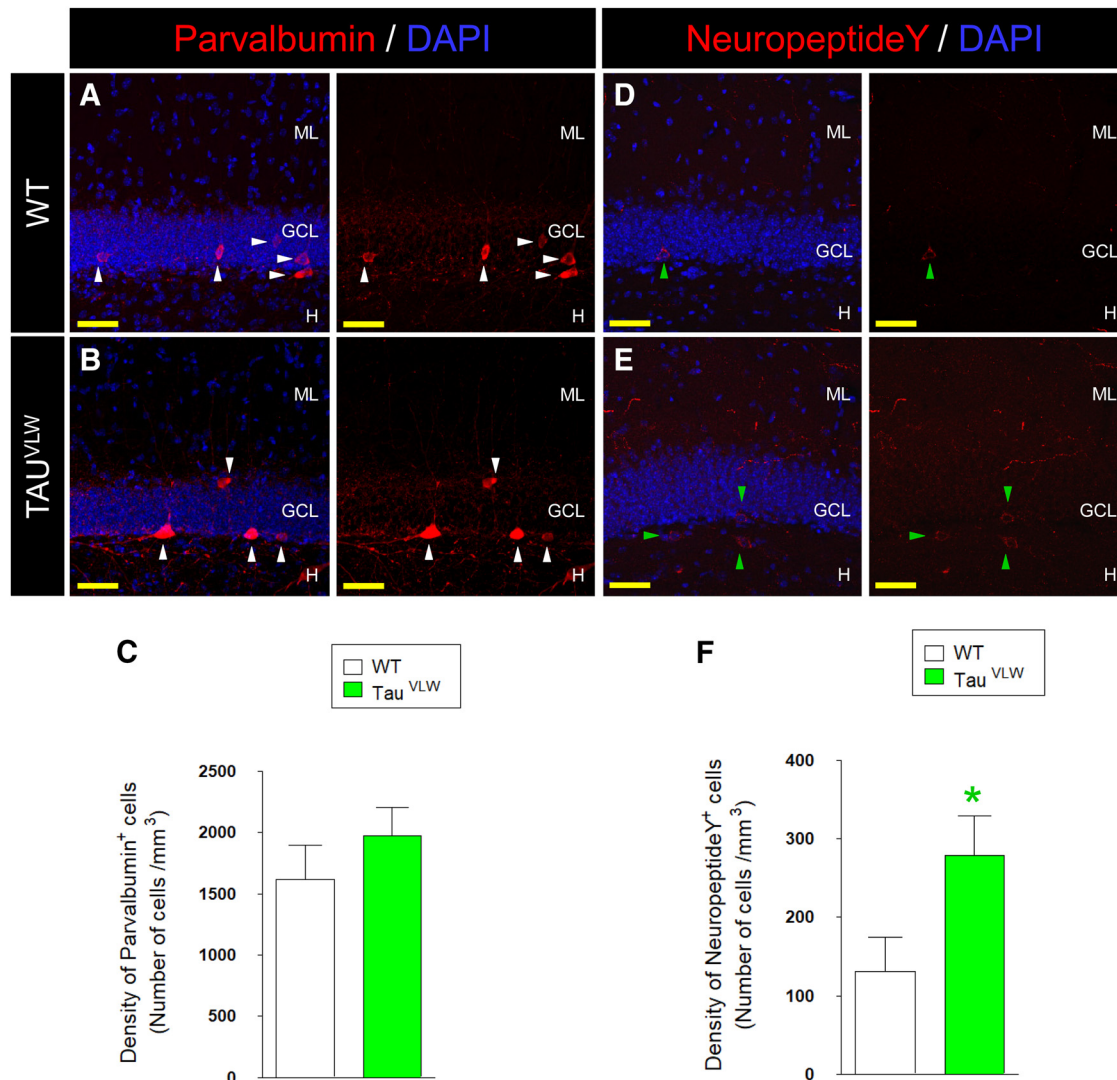 Parvalbumin / DAPI
NeuropeptideY / DAPI
WT
A
ML
GCL
H
ML
GCL
H
D
ML
GCL
H
ML
GCL
H
TAU^VLW
B
ML
GCL
H
ML
GCL
H
E
ML
GCL
H
ML
GCL
H
C
WT
Tau VLW
Density of Parvalbumin+ cells
(Number of cells /mm3)
2500
2000
1500
1000
500
0
F
WT
Tau VLW
Density of NeuropeptideY+ cells
(Number of cells /mm3)
400
300
200
100
0
*